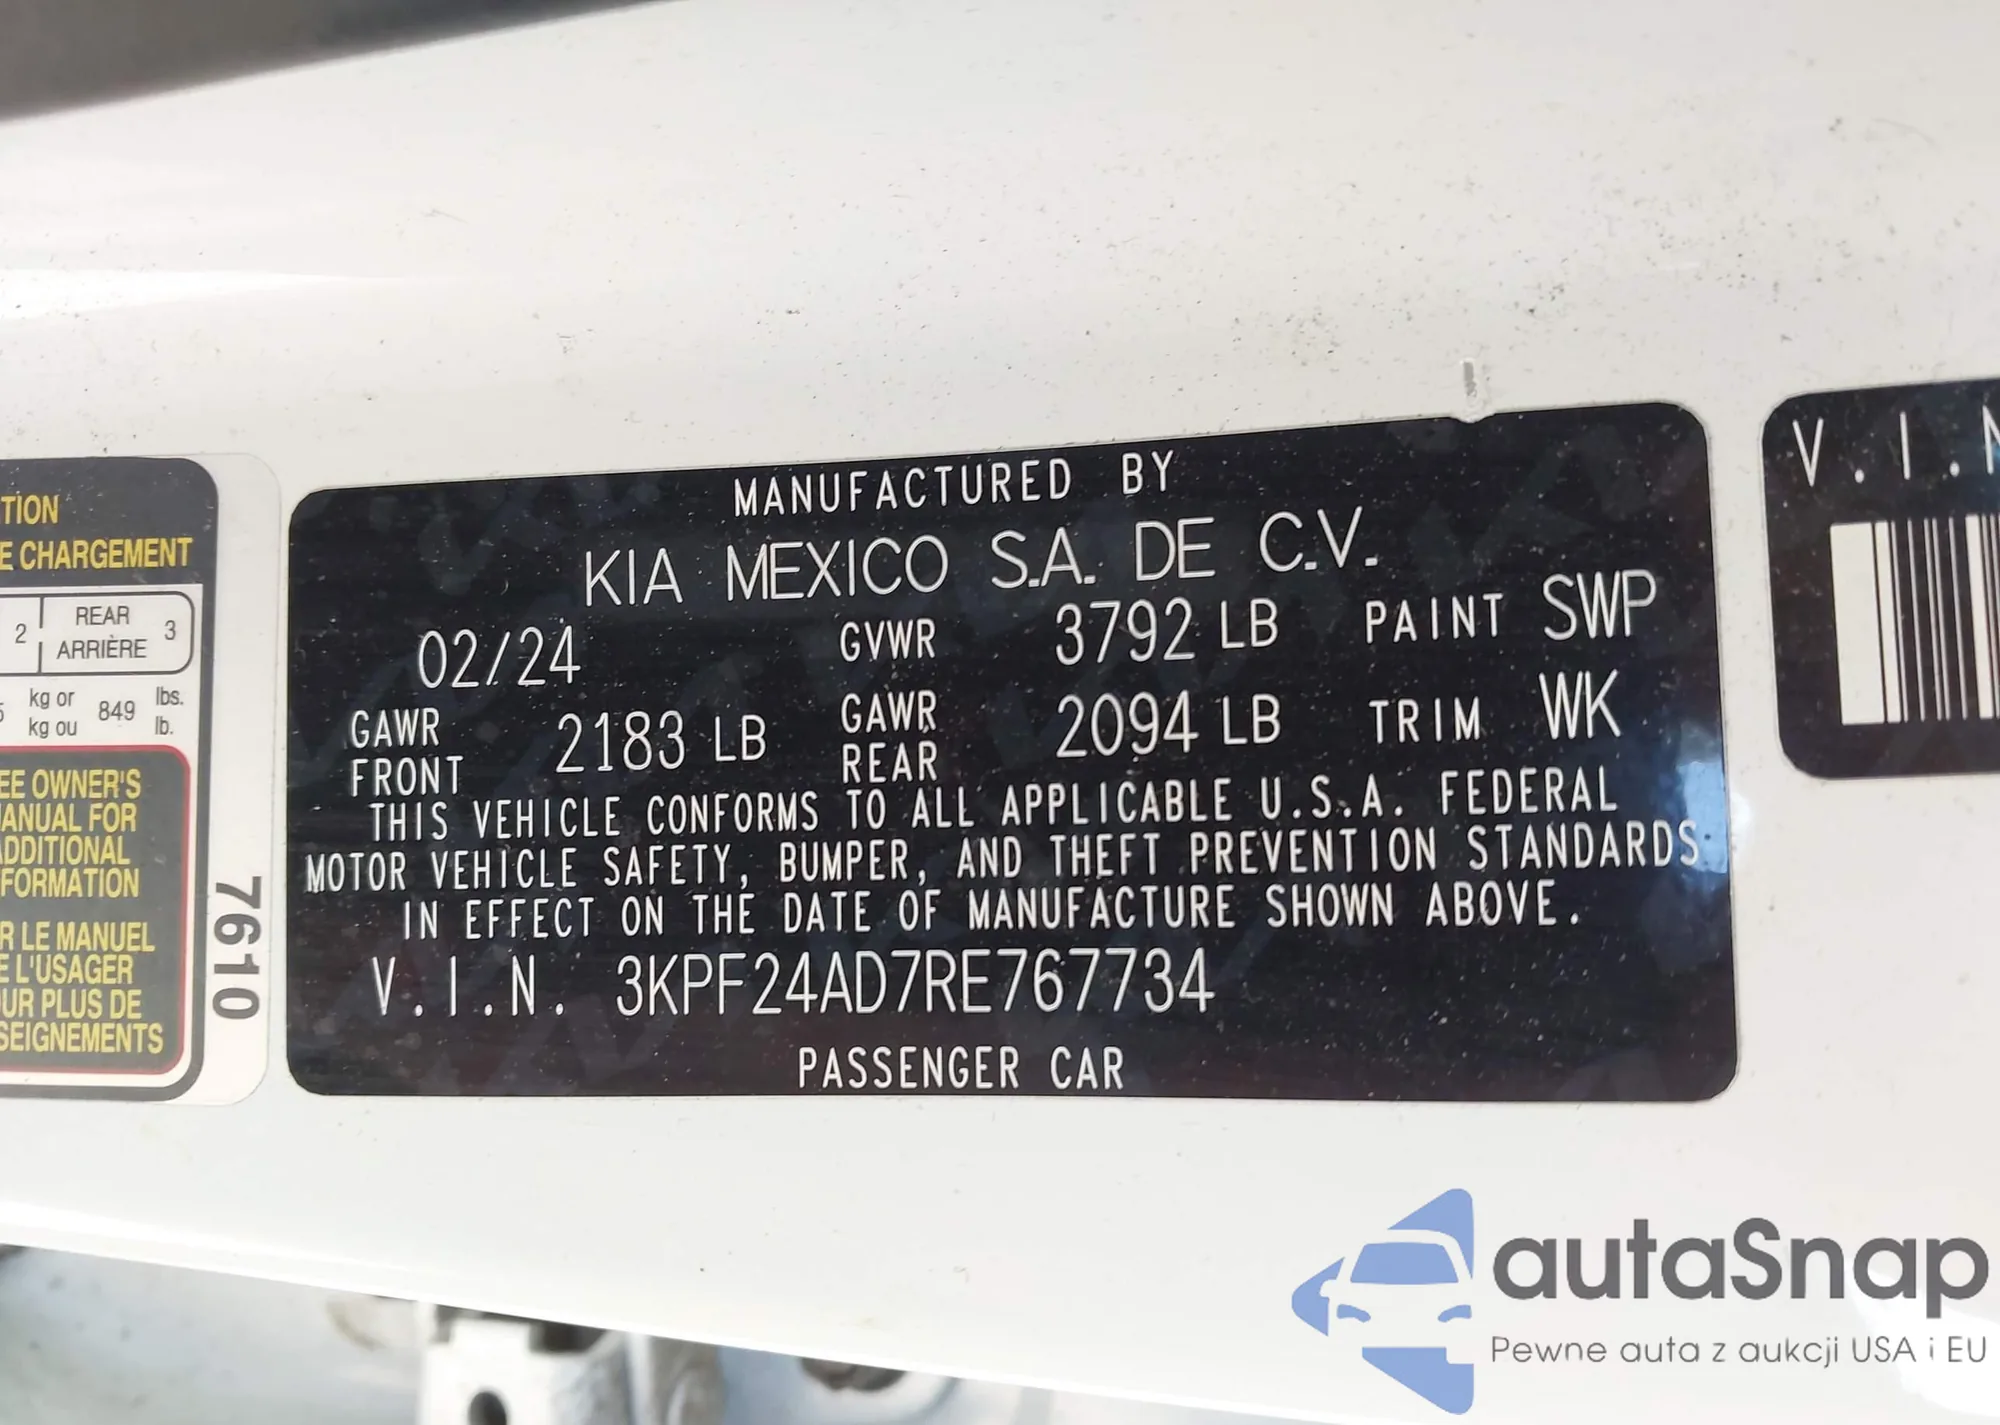 TION
E CHARGEMENT
2 REAR 3
ARRIÈRE
kg or 849 lbs.
kg ou lb.
EE OWNER'S
ANUAL FOR
ADDITIONAL
FORMATION
R LE MANUEL
E L'USAGER
OUR PLUS DE
SEIGNEMENTS
7610
MANUFACTURED BY
KIA MEXICO S.A. DE C.V.
02/24 GVWR 3792 LB PAINT SWP
GAWR FRONT 2183 LB GAWR REAR 2094 LB TRIM WK
THIS VEHICLE CONFORMS TO ALL APPLICABLE U.S.A. FEDERAL
MOTOR VEHICLE SAFETY, BUMPER, AND THEFT PREVENTION STANDARDS
IN EFFECT ON THE DATE OF MANUFACTURE SHOWN ABOVE.
V.I.N. 3KPF24AD7RE767734
PASSENGER CAR
V.I.N
autaSnap
Pewne auta z aukcji USA i EU